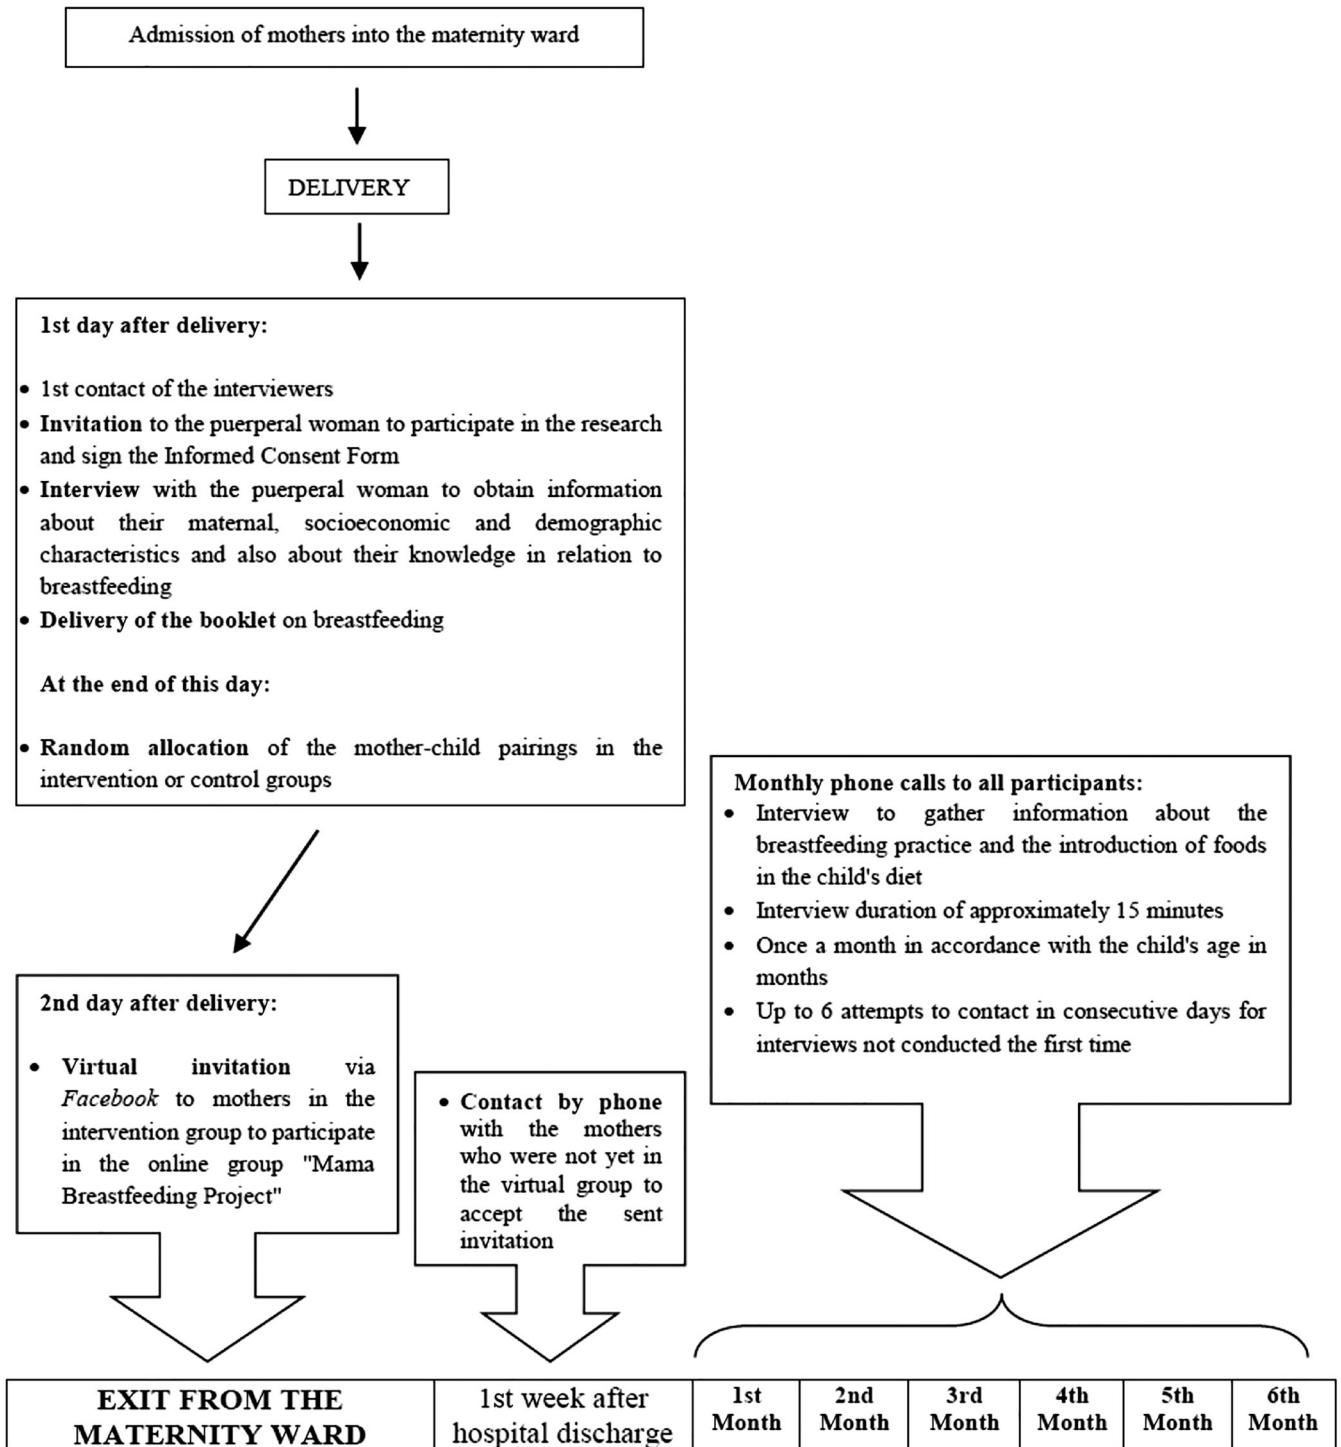 Admission of mothers into the maternity ward
DELIVERY
1st day after delivery:
• 1st contact of the interviewers
• Invitation to the puerperal woman to participate in the research
and sign the Informed Consent Form
• Interview with the puerperal woman to obtain information
about their maternal, socioeconomic and demographic
characteristics and also about their knowledge in relation to
breastfeeding
• Delivery of the booklet on breastfeeding
At the end of this day:
• Random allocation of the mother-child pairings in the
intervention or control groups
2nd day after delivery:
• Virtual invitation via
Facebook to mothers in the
intervention group to participate
in the online group "Mama
Breastfeeding Project"
• Contact by phone
with the mothers
who were not yet in
the virtual group to
accept the sent
invitation
Monthly phone calls to all participants:
• Interview to gather information about the
breastfeeding practice and the introduction of foods
in the child's diet
• Interview duration of approximately 15 minutes
• Once a month in accordance with the child's age in
months
• Up to 6 attempts to contact in consecutive days for
interviews not conducted the first time
EXIT FROM THE
MATERNITY WARD
1st week after
hospital discharge
1st
Month
2nd
Month
3rd
Month
4th
Month
5th
Month
6th
Month